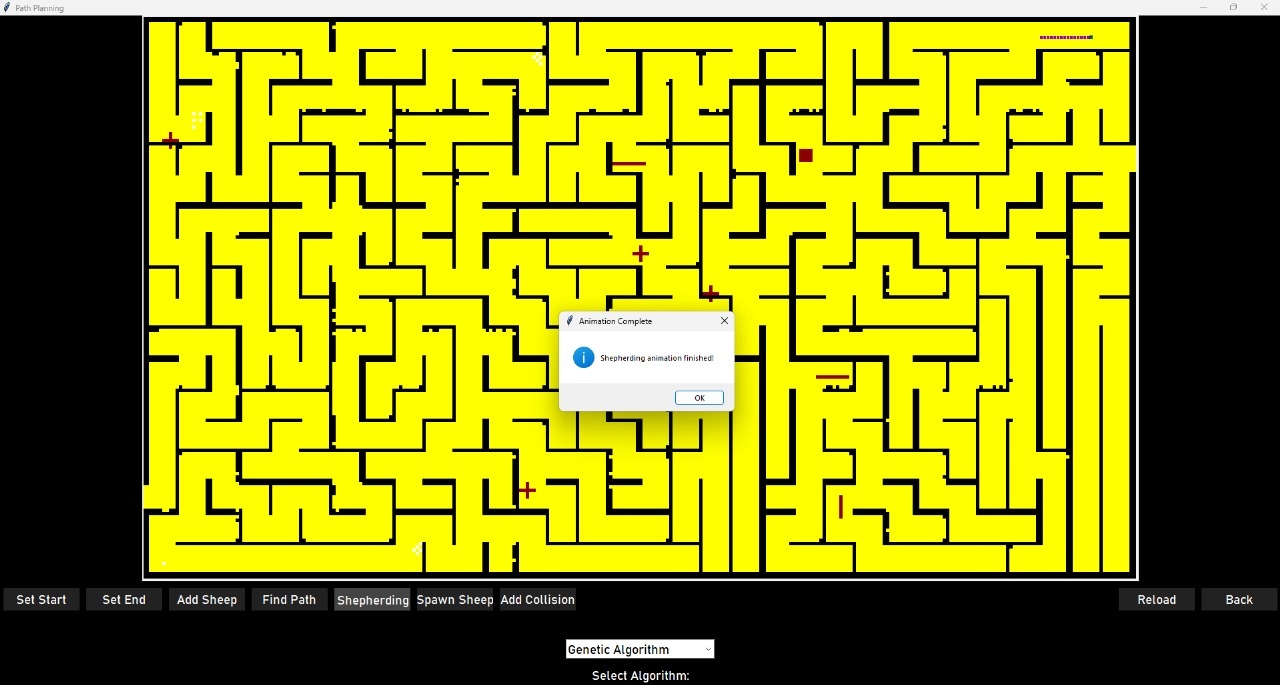 Path Planning
Animation Complete
Shepherding animation finished!
OK
Set Start
Set End
Add Sheep
Find Path
Shepherding
Spawn Sheep
Add Collision
Reload
Back
Genetic Algorithm
Select Algorithm: